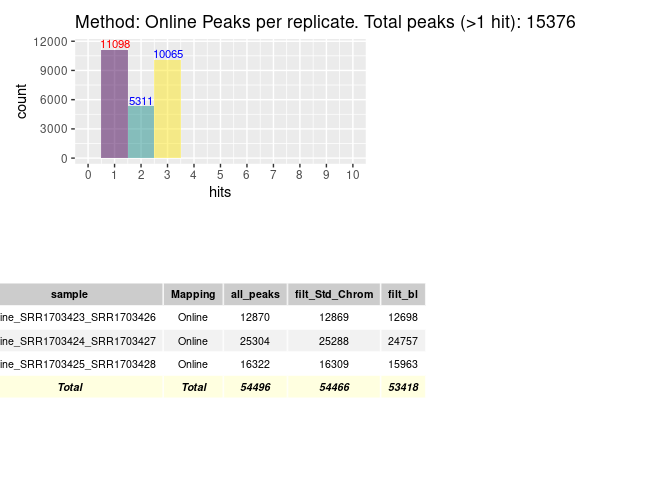 Method: Online Peaks per replicate. Total peaks (>1 hit): 15376
12000
9000
6000
3000
0
count
11098
5311
10065
0 1 2 3 4 5 6 7 8 9 10
hits
sample Mapping all_peaks filt_Std_Chrom filt_bl
ine_SRR1703423_SRR1703426 Online 12870 12869 12698
ine_SRR1703424_SRR1703427 Online 25304 25288 24757
ine_SRR1703425_SRR1703428 Online 16322 16309 15963
Total Total 54496 54466 53418